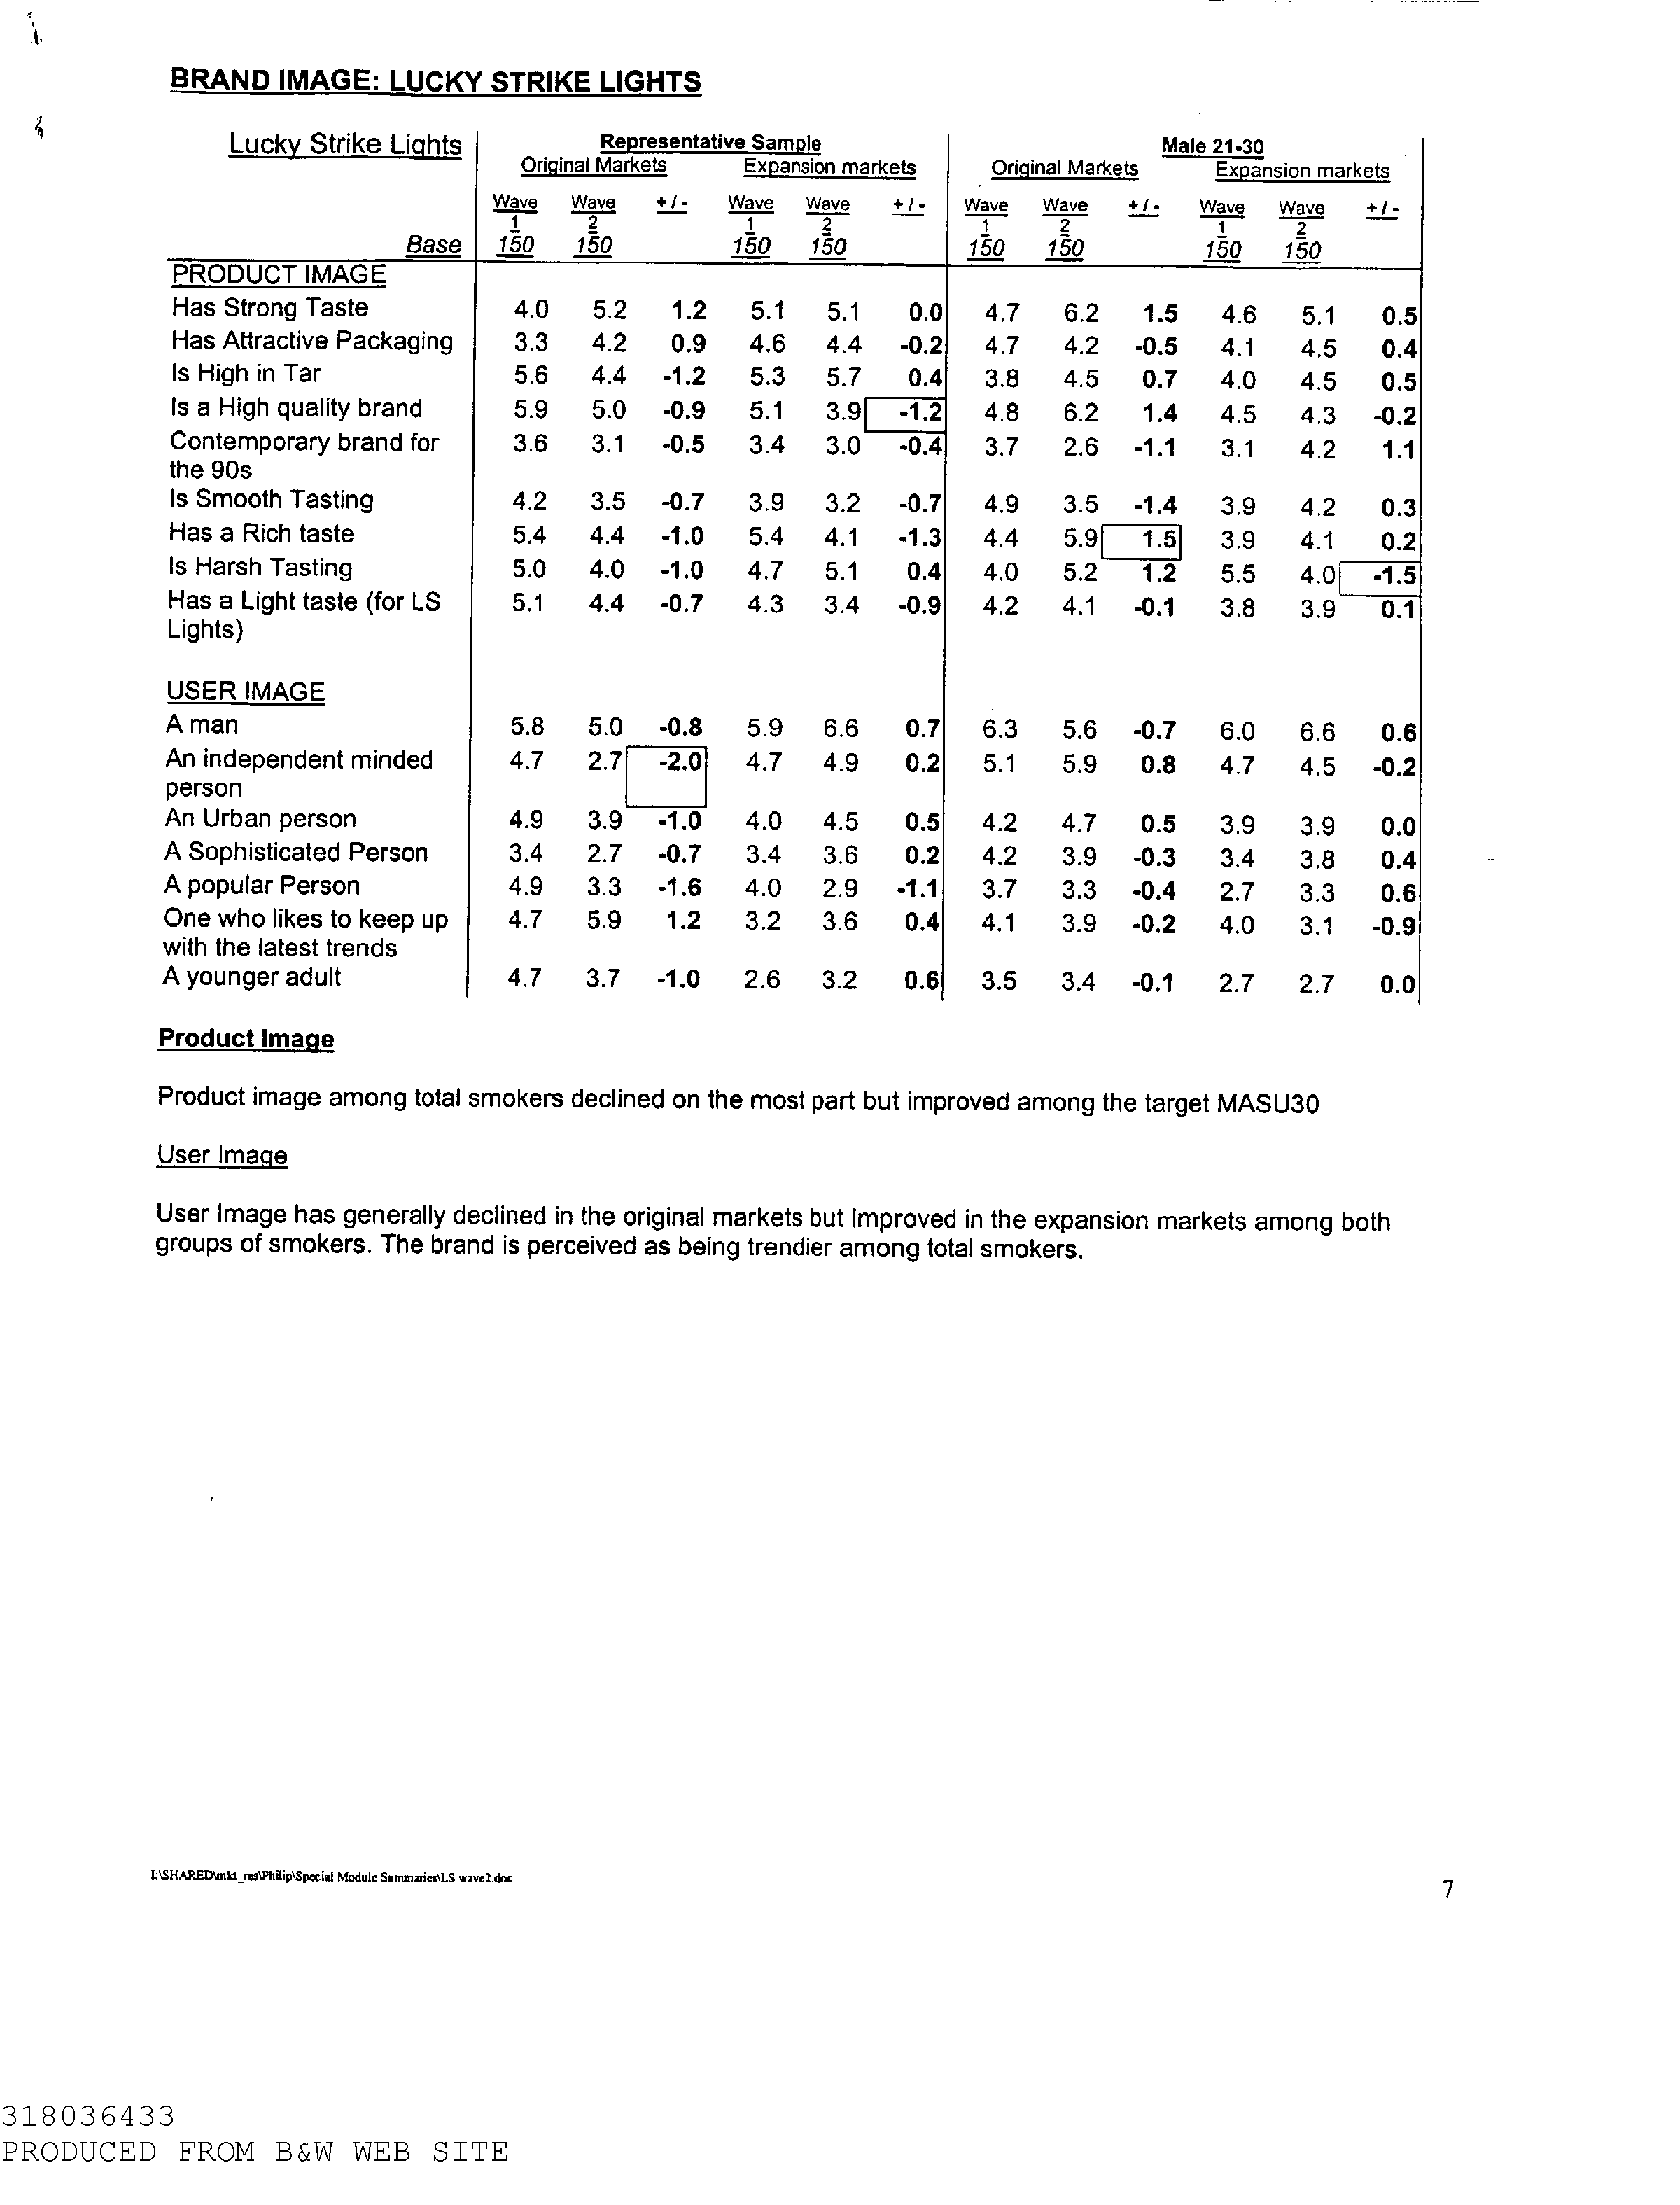 BRAND IMAGE: LUCKY STRIKE LIGHTS
Lucky Strike Lights Representative Sample Male 21-30
Original Markets Expansion markets Original Markets Expansion markets
Wave Wave + / - Wave Wave + / - Wave Wave + / - Wave Wave + / -
1 2 1 2 1 2 1 2
Base 150 150 150 150 150 150 150 150
PRODUCT IMAGE
Has Strong Taste 4.0 5.2 1.2 5.1 5.1 0.0 4.7 6.2 1.5 4.6 5.1 0.5
Has Attractive Packaging 3.3 4.2 0.9 4.6 4.4 -0.2 4.7 4.2 -0.5 4.1 4.5 0.4
Is High in Tar 5.6 4.4 -1.2 5.3 5.7 0.4 3.8 4.5 0.7 4.0 4.5 0.5
Is a High quality brand 5.9 5.0 -0.9 5.1 3.9 -1.2 4.8 6.2 1.4 4.5 4.3 -0.2
Contemporary brand for 3.6 3.1 -0.5 3.4 3.0 -0.4 3.7 2.6 -1.1 3.1 4.2 1.1
the 90s
Is Smooth Tasting 4.2 3.5 -0.7 3.9 3.2 -0.7 4.9 3.5 -1.4 3.9 4.2 0.3
Has a Rich taste 5.4 4.4 -1.0 5.4 4.1 -1.3 4.4 5.9 1.5 3.9 4.1 0.2
Is Harsh Tasting 5.0 4.0 -1.0 4.7 5.1 0.4 4.0 5.2 1.2 5.5 4.0 -1.5
Has a Light taste (for LS 5.1 4.4 -0.7 4.3 3.4 -0.9 4.2 4.1 -0.1 3.8 3.9 0.1
Lights)
USER IMAGE
A man 5.8 5.0 -0.8 5.9 6.6 0.7 6.3 5.6 -0.7 6.0 6.6 0.6
An independent minded 4.7 2.7 -2.0 4.7 4.9 0.2 5.1 5.9 0.8 4.7 4.5 -0.2
person
An Urban person 4.9 3.9 -1.0 4.0 4.5 0.5 4.2 4.7 0.5 3.9 3.9 0.0
A Sophisticated Person 3.4 2.7 -0.7 3.4 3.6 0.2 4.2 3.9 -0.3 3.4 3.8 0.4
A popular Person 4.9 3.3 -1.6 4.0 2.9 -1.1 3.7 3.3 -0.4 2.7 3.3 0.6
One who likes to keep up 4.7 5.9 1.2 3.2 3.6 0.4 4.1 3.9 -0.2 4.0 3.1 -0.9
with the latest trends
A younger adult 4.7 3.7 -1.0 2.6 3.2 0.6 3.5 3.4 -0.1 2.7 2.7 0.0
Product Image
Product image among total smokers declined on the most part but improved among the target MASU30
User Image
User Image has generally declined in the original markets but improved in the expansion markets among both
groups of smokers. The brand is perceived as being trendier among total smokers.
I:\SHARED\mkt_res\Philip\Special Module Summaries\LS wave2.doc
7
318036433
PRODUCED FROM B&W WEB SITE